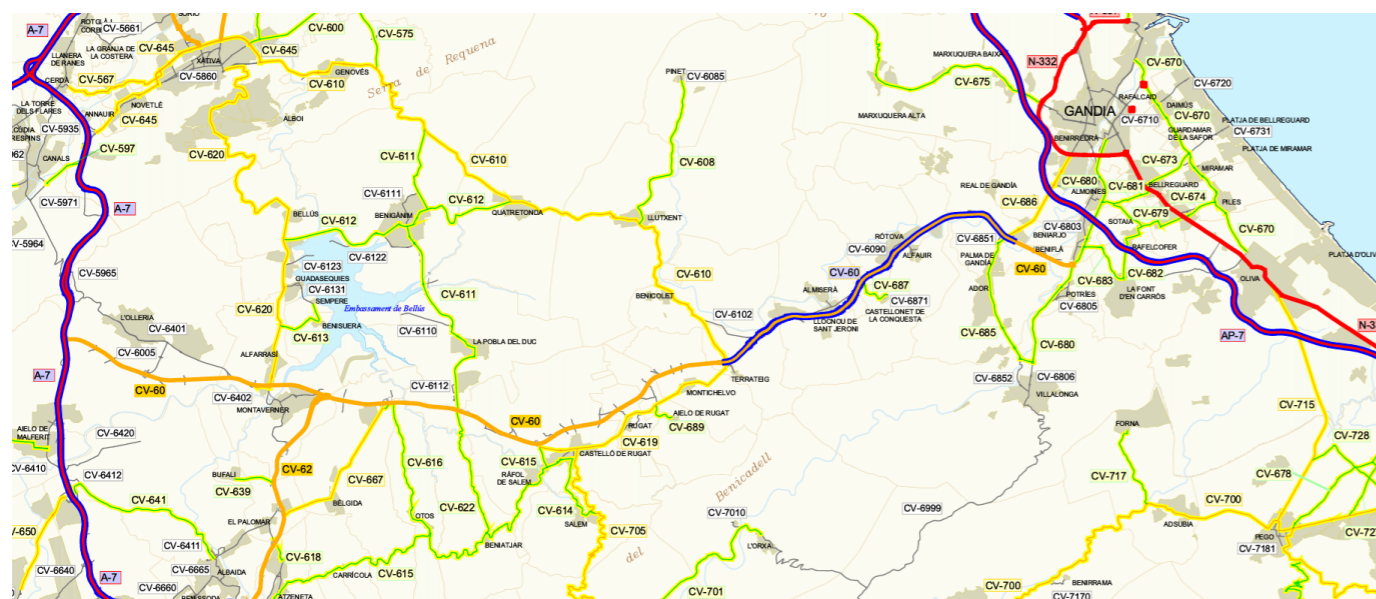 A-7
CV-5661
CV-600
CV-575
LA GRANJA DE
LA COSTERA
CV-645
CV-645
LLANERA
DE RANES
XÀTIVA
CV-5860
CERDÀ
CV-567
GENOVÉS
CV-610
Serra de Requena
PINET
CV-6085
MARXUQUERA BAIXA
CV-675
N-332
CV-670
CV-6720
RAFALCAID
DAIMÚS
GANDIA
CV-6710
CV-670
PLATJA DE BELLREGUARD
CV-6731
GUARDAMAR
DE LA SAFOR
PLATJA DE MIRAMAR
LA TORRE
DELS FLARES
NOVETLÈ
ANNAUIR
CV-645
ALBOI
MARXUQUERA ALTA
BENIRREDRÀ
CV-5935
CANALS
CV-597
CV-620
CV-611
CV-610
CV-608
CV-673
MIRAMAR
CV-680
CV-681
BELLREGUARD
ALMOINES
REAL DE GANDÍA
CV-686
CV-674
CV-679
PILES
CV-5971
A-7
CV-6111
CV-612
BENIGÀNIM
QUATRETONDA
LLUTXENT
BELLÚS
CV-612
SOTAIA
CV-670
CV-5964
RÒTOVA
CV-6090
ALFAUIR
CV-6851
CV-6803
BENIARJO
BENIFLÀ
RAFELCOFER
PLATJA D'OLIV
CV-6122
CV-6123
GUADASEQUIES
CV-6131
SEMPERE
CV-5965
CV-610
CV-60
PALMA DE
GANDÍA
CV-60
CV-683
CV-682
OLIVA
CV-687
LA FONT
D'EN CARRÒS
ADOR
POTRÍES
CV-6805
ALMISERÀ
CV-6871
CASTELLONET DE
LA CONQUESTA
BENICOLET
CV-611
Embassament de Bellús
CV-620
L'OLLERIA
CV-6401
BENISUERA
CV-613
CV-6110
CV-6102
LLOCNOU DE
SANT JERONI
CV-685
CV-680
AP-7
N-3
LA POBLA DEL DUC
ALFARRASÍ
CV-6005
A-7
CV-60
CV-6402
MONTAVERNER
CV-6112
TERRATEIG
MONTICHELVO
CV-6852
CV-6806
VILLALONGA
CV-60
AIELO DE RUGAT
CV-689
RUGAT
CV-715
AIELO DE
MALFERIT
CV-6420
CV-619
CASTELLÓ DE RUGAT
FORNA
CV-728
CV-6410
CV-6412
BUFALI
CV-62
CV-616
CV-615
RÀFOL
DE SALEM
CV-717
CV-678
CV-667
CV-639
CV-641
BÈLGIDA
CV-622
CV-614
SALEM
Benicadell
CV-700
EL PALOMAR
OTOS
CV-7010
CV-6999
ADSÚBIA
CV-650
CV-705
PEGO
CV-727
CV-7181
CV-6411
BENIATJAR
L'ORXA
del
CV-618
CV-6640
CV-6665
ALBAIDA
CARRÍCOLA
CV-615
A-7
CV-6660
ATZENETA
CV-701
CV-700
BENIRRAMA
CV-7170